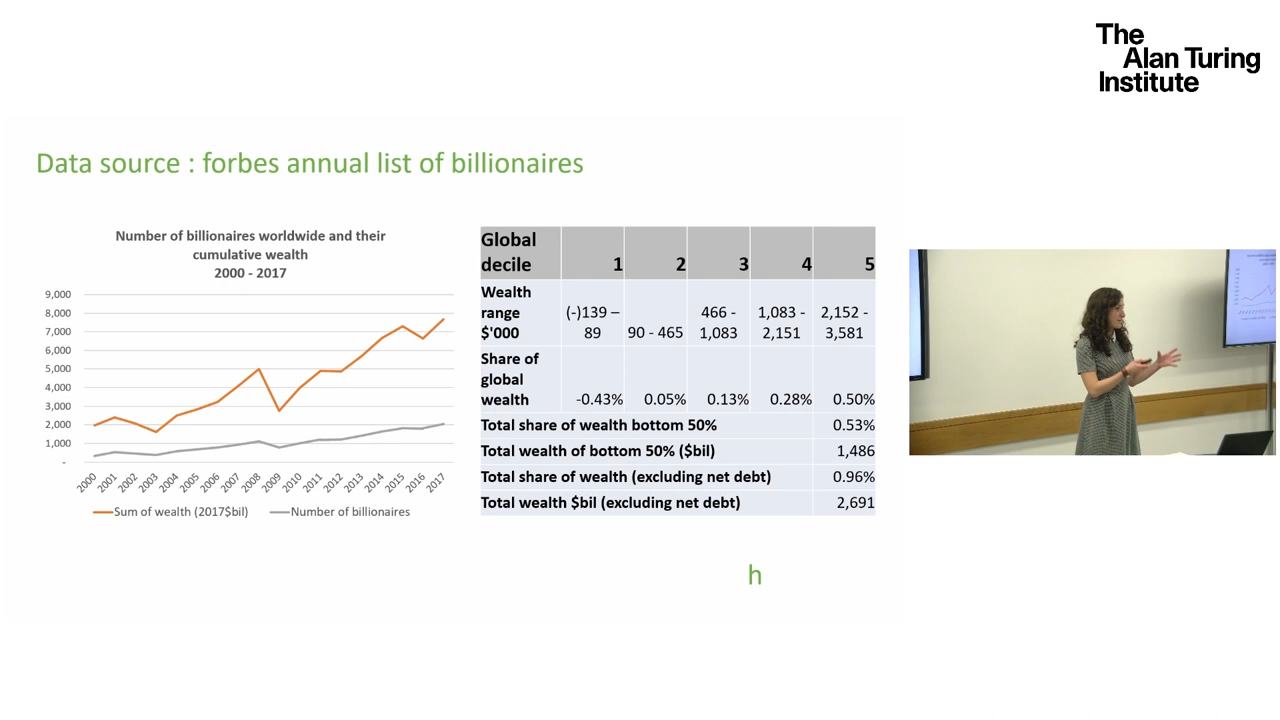 The
Alan Turing
Institute
Data source : forbes annual list of billionaires
Number of billionaires worldwide and their
cumulative wealth
2000 - 2017
9,000
8,000
7,000
6,000
5,000
4,000
3,000
2,000
1,000
-
2000 2001 2002 2003 2004 2005 2006 2007 2008 2009 2010 2011 2012 2013 2014 2015 2016 2017
Sum of wealth (2017$bil) Number of billionaires
Global
decile 1 2 3 4 5
Wealth
range (-)139 – 466 - 1,083 - 2,152 -
$'000 89 90 - 465 1,083 2,151 3,581
Share of
global
wealth -0.43% 0.05% 0.13% 0.28% 0.50%
Total share of wealth bottom 50% 0.53%
Total wealth of bottom 50% ($bil) 1,486
Total share of wealth (excluding net debt) 0.96%
Total wealth $bil (excluding net debt) 2,691
h